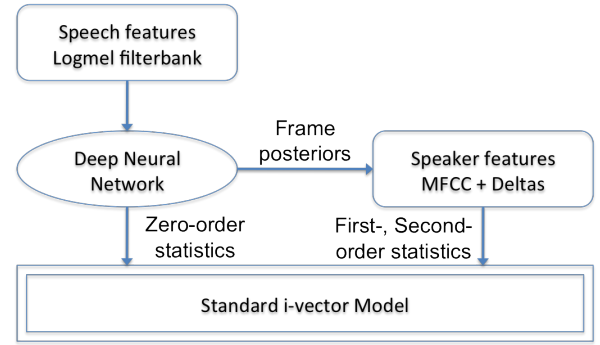 Speech features
Logmel filterbank
Frame
posteriors
Deep Neural
Network
Speaker features
MFCC + Deltas
Zero-order
statistics
First-, Second-
order statistics
Standard i-vector Model